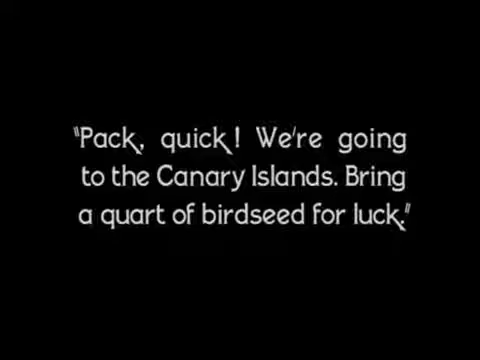 "Pack, quick! We're going
to the Canary Islands. Bring
a quart of birdseed for luck."